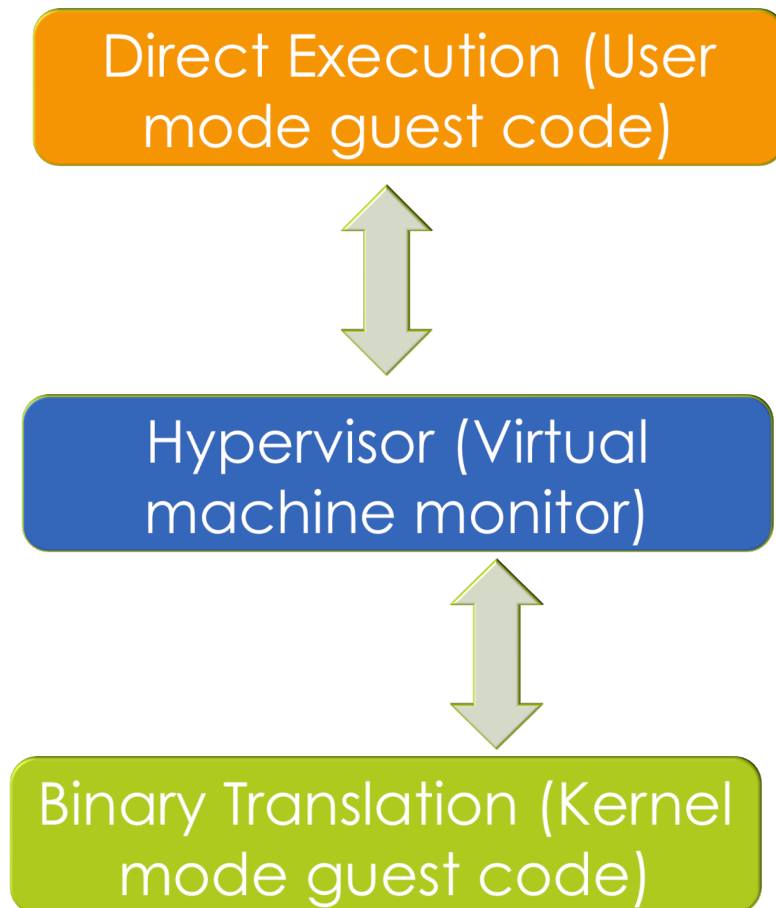 Direct Execution (User
mode guest code)
Hypervisor (Virtual
machine monitor)
Binary Translation (Kernel
mode guest code)